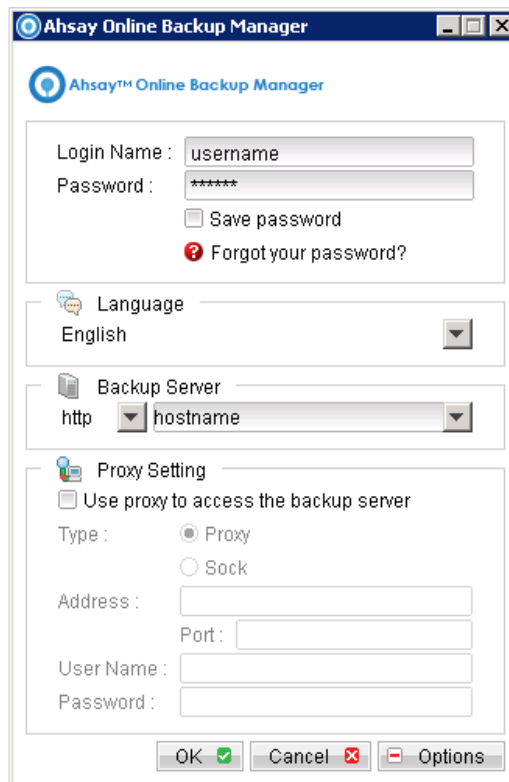 Ahsay Online Backup Manager
Ahsay™ Online Backup Manager
Login Name : username
Password : ******
Save password
Forgot your password?
Language
English
Backup Server
http hostname
Proxy Setting
Use proxy to access the backup server
Type : Proxy
Sock
Address :
Port :
User Name :
Password :
OK Cancel Options